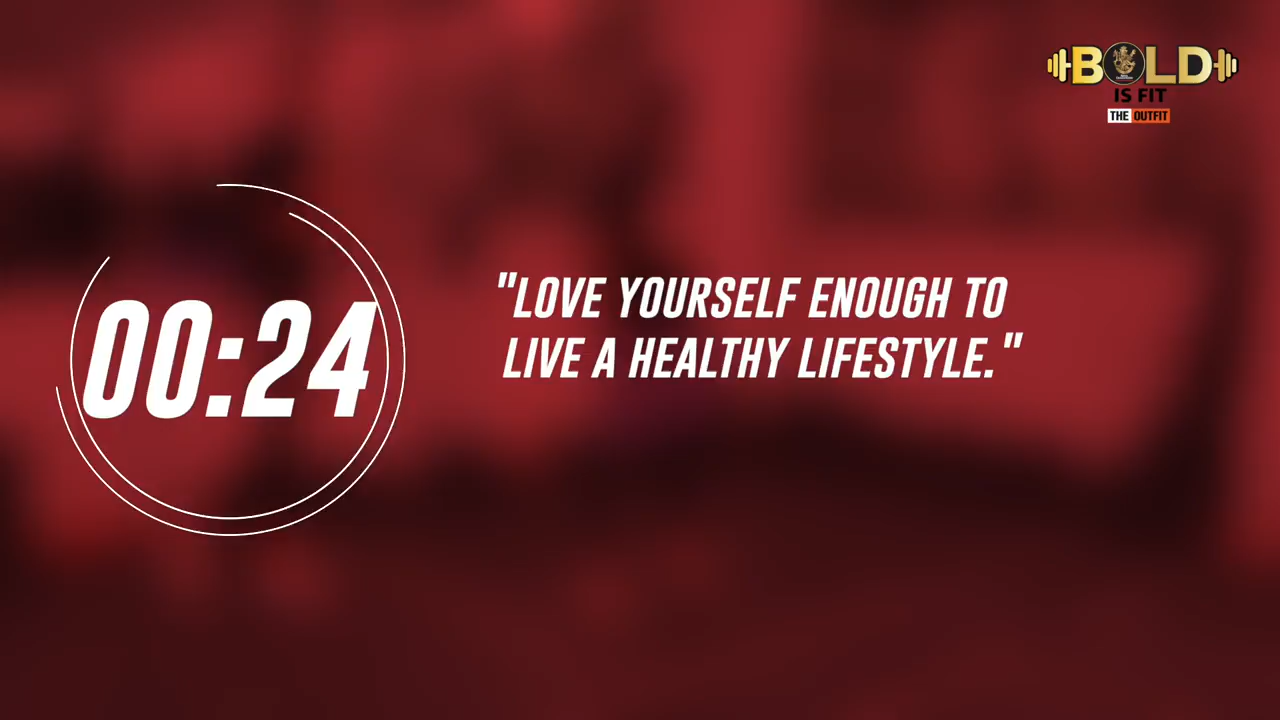 BOLD
IS FIT
THE OUTFIT
00:24
"LOVE YOURSELF ENOUGH TO
LIVE A HEALTHY LIFESTYLE."